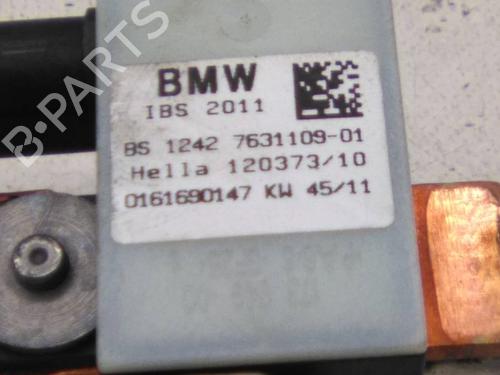 BMW
IBS 2011
BS 1242 7631109-01
Hella 120373/10
0161690147 KW 45/11
B-PARTS